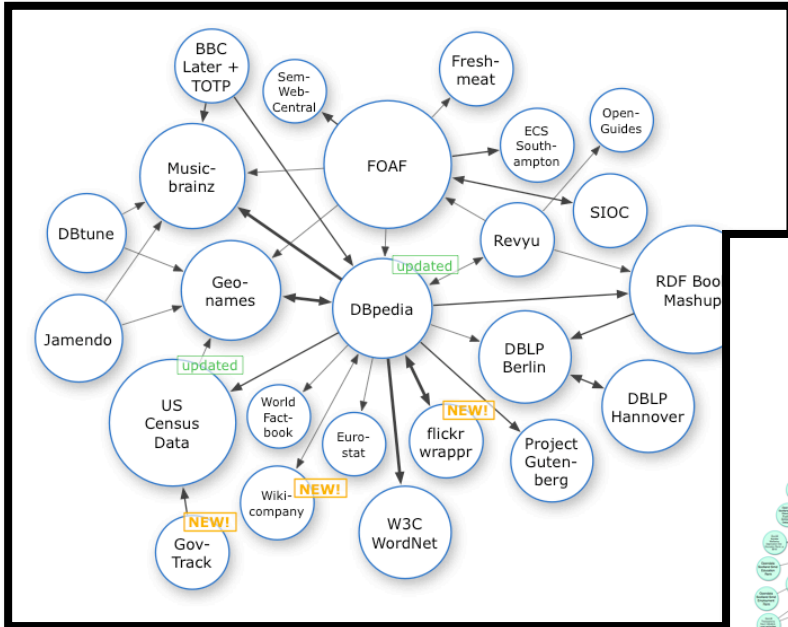 BBC
Later +
TOTP
Sem-
Web-
Central
Fresh-
meat
FOAF
ECS
South-
ampton
Open-
Guides
Music-
brainz
SIOC
DBtune
Revyu
updated
Geo-
names
DBpedia
RDF Boo
Mashup
Jamendo
updated
DBLP
Berlin
US
Census
Data
World
Fact-
book
Euro-
stat
NEW!
flickr
wrappr
DBLP
Hannover
Project
Guten-
berg
NEW!
Wiki-
company
W3C
WordNet
NEW!
Gov-
Track